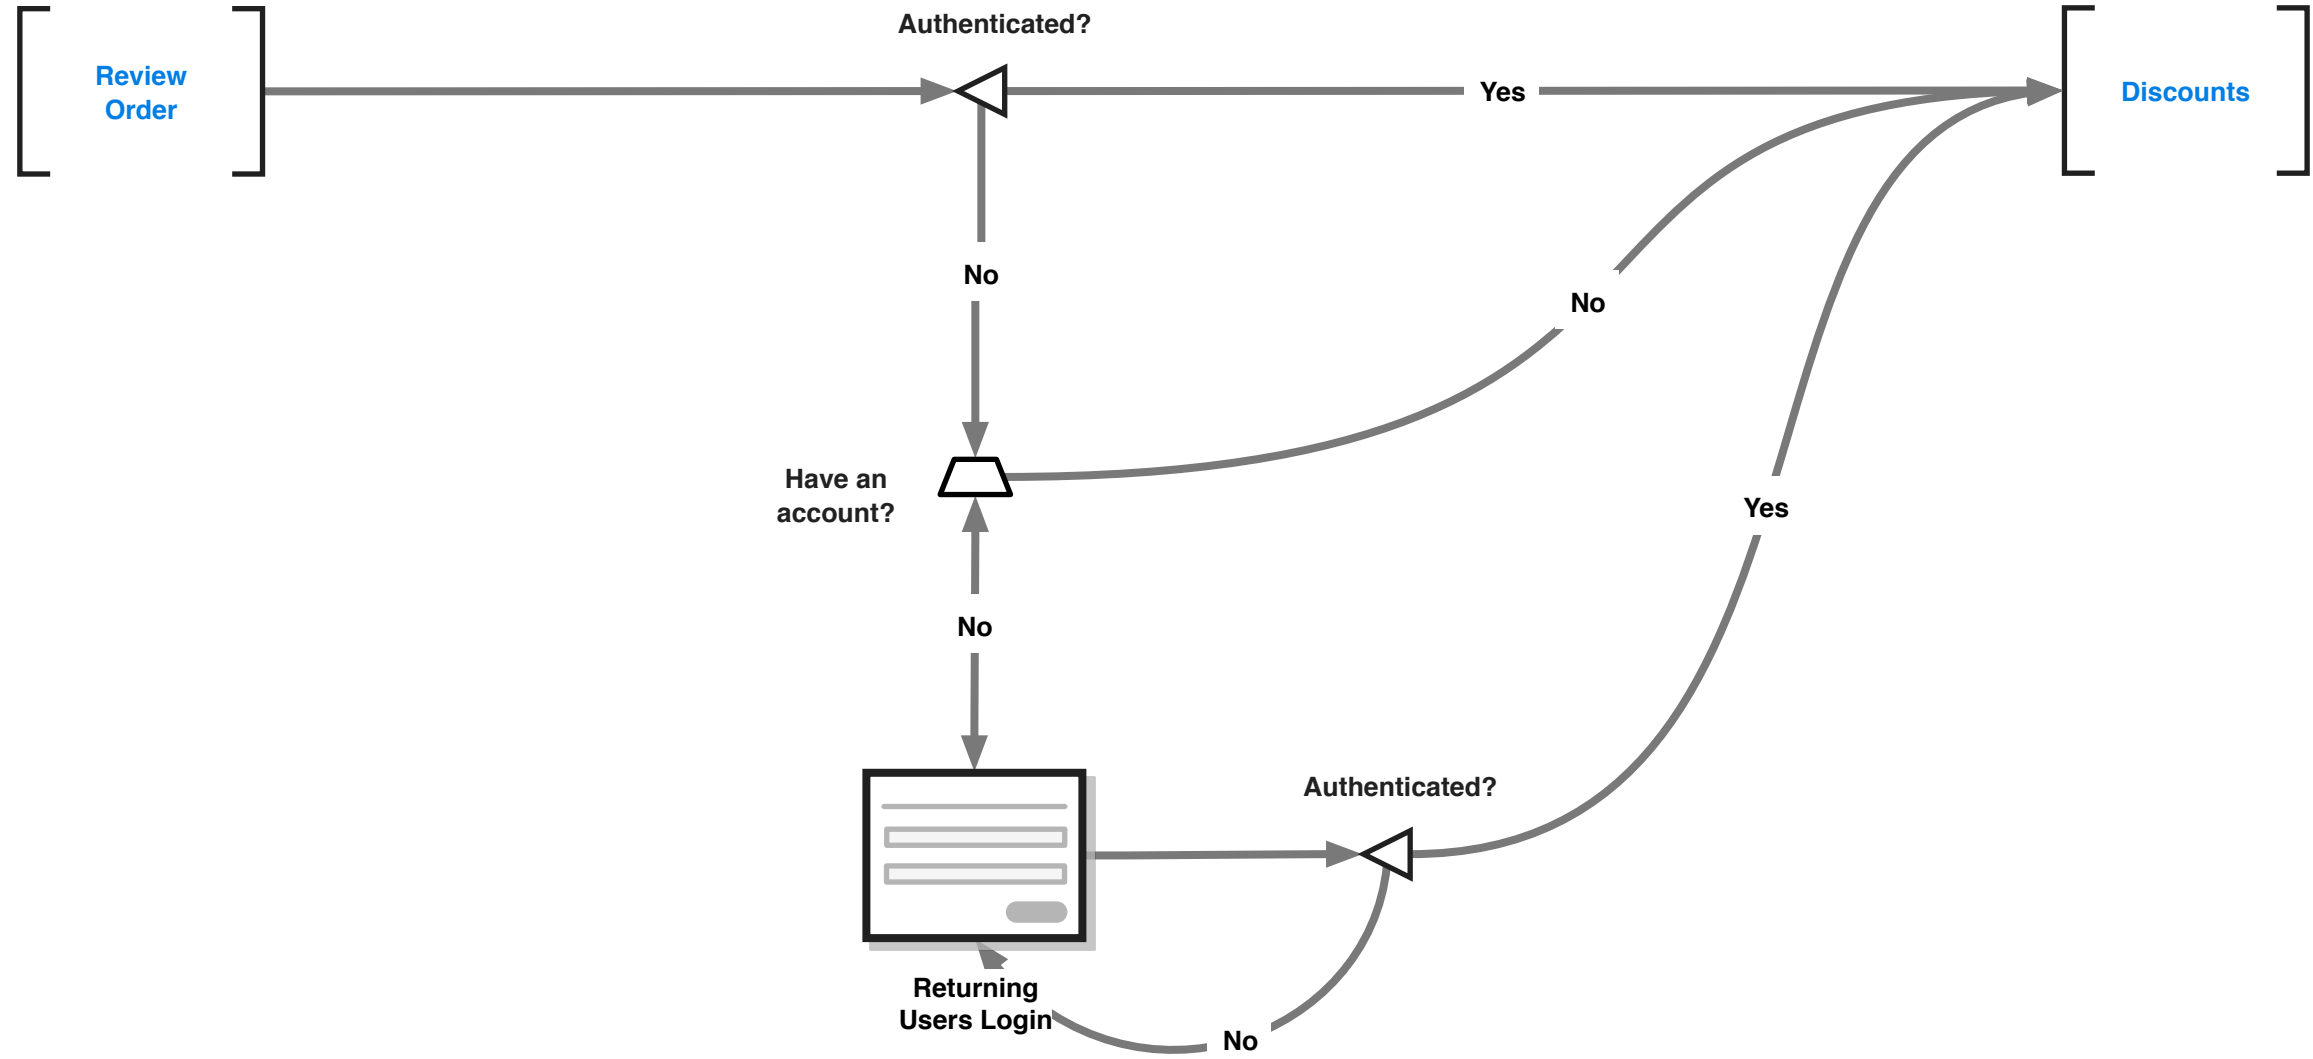 Authenticated?
Review
Order
Yes
Discounts
No
No
Have an
account?
Yes
No
Authenticated?
Returning
Users Login
No